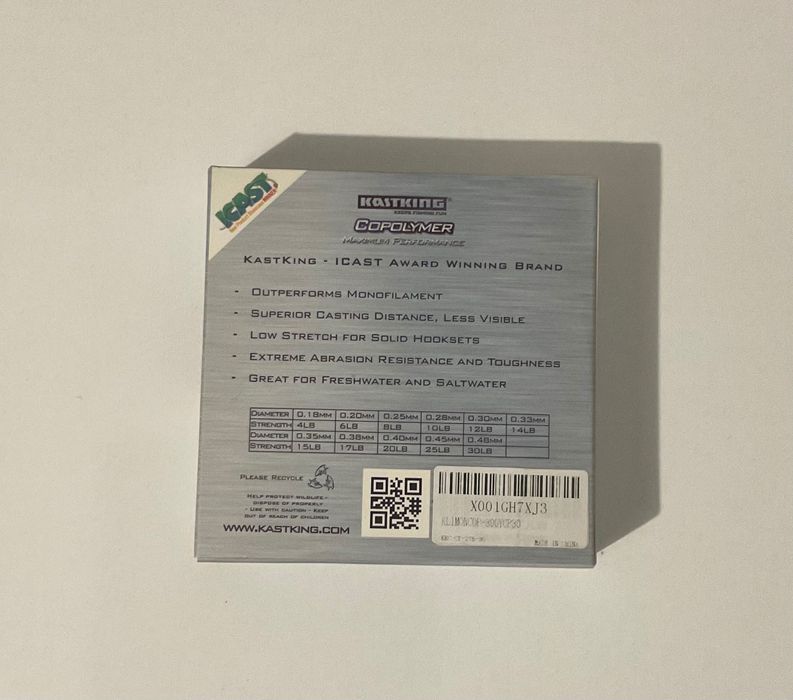 ICAST
KASTKING®
KEEPS FISHING FUN
COPOLYMER
MAXIMUM PERFORMANCE
KASTKING - ICAST AWARD WINNING BRAND
- OUTPERFORMS MONOFILAMENT
- SUPERIOR CASTING DISTANCE, LESS VISIBLE
- LOW STRETCH FOR SOLID HOOKSETS
- EXTREME ABRASION RESISTANCE AND TOUGHNESS
- GREAT FOR FRESHWATER AND SALTWATER
DIAMETER 0.18MM 0.20MM 0.25MM 0.28MM 0.30MM 0.33MM
STRENGTH 4LB 6LB 8LB 10LB 12LB 14LB
DIAMETER 0.35MM 0.38MM 0.40MM 0.45MM 0.48MM
STRENGTH 15LB 17LB 20LB 25LB 30LB
PLEASE RECYCLE
HELP PROTECT WILDLIFE -
DISPOSE OF PROPERLY
- USE WITH CAUTION - KEEP
OUT OF REACH OF CHILDREN
WWW.KASTKING.COM
X001GH7XJ3
MADE IN CHINA